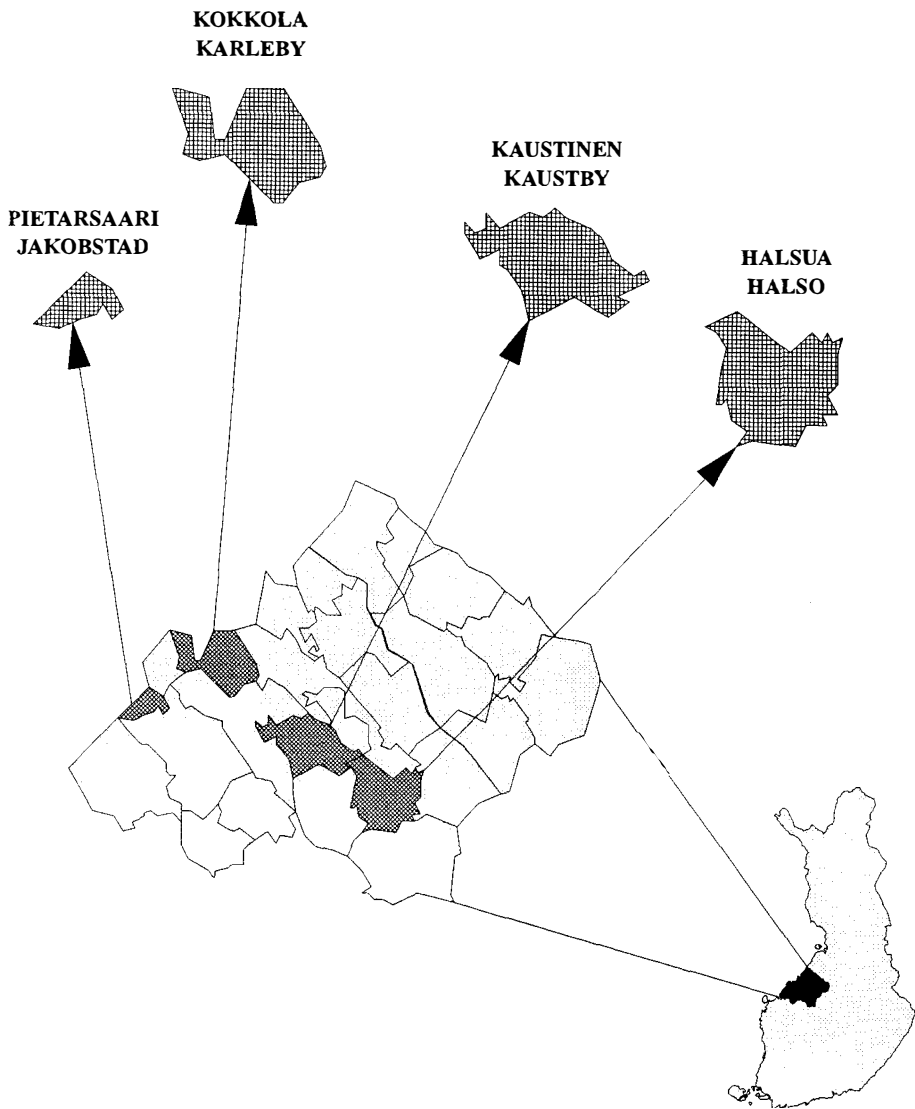 KOKKOLA
KARLEBY
KAUSTINEN
KAUSTBY
PIETARSAARI
JAKOBSTAD
HALSUA
HALSO